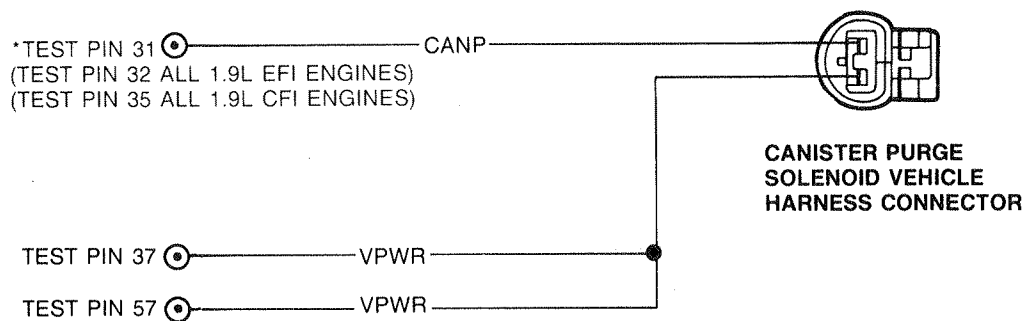 *TEST PIN 31
CANP
(TEST PIN 32 ALL 1.9L EFI ENGINES)
(TEST PIN 35 ALL 1.9L CFI ENGINES)
CANISTER PURGE
SOLENOID VEHICLE
HARNESS CONNECTOR
TEST PIN 37
VPWR
TEST PIN 57
VPWR